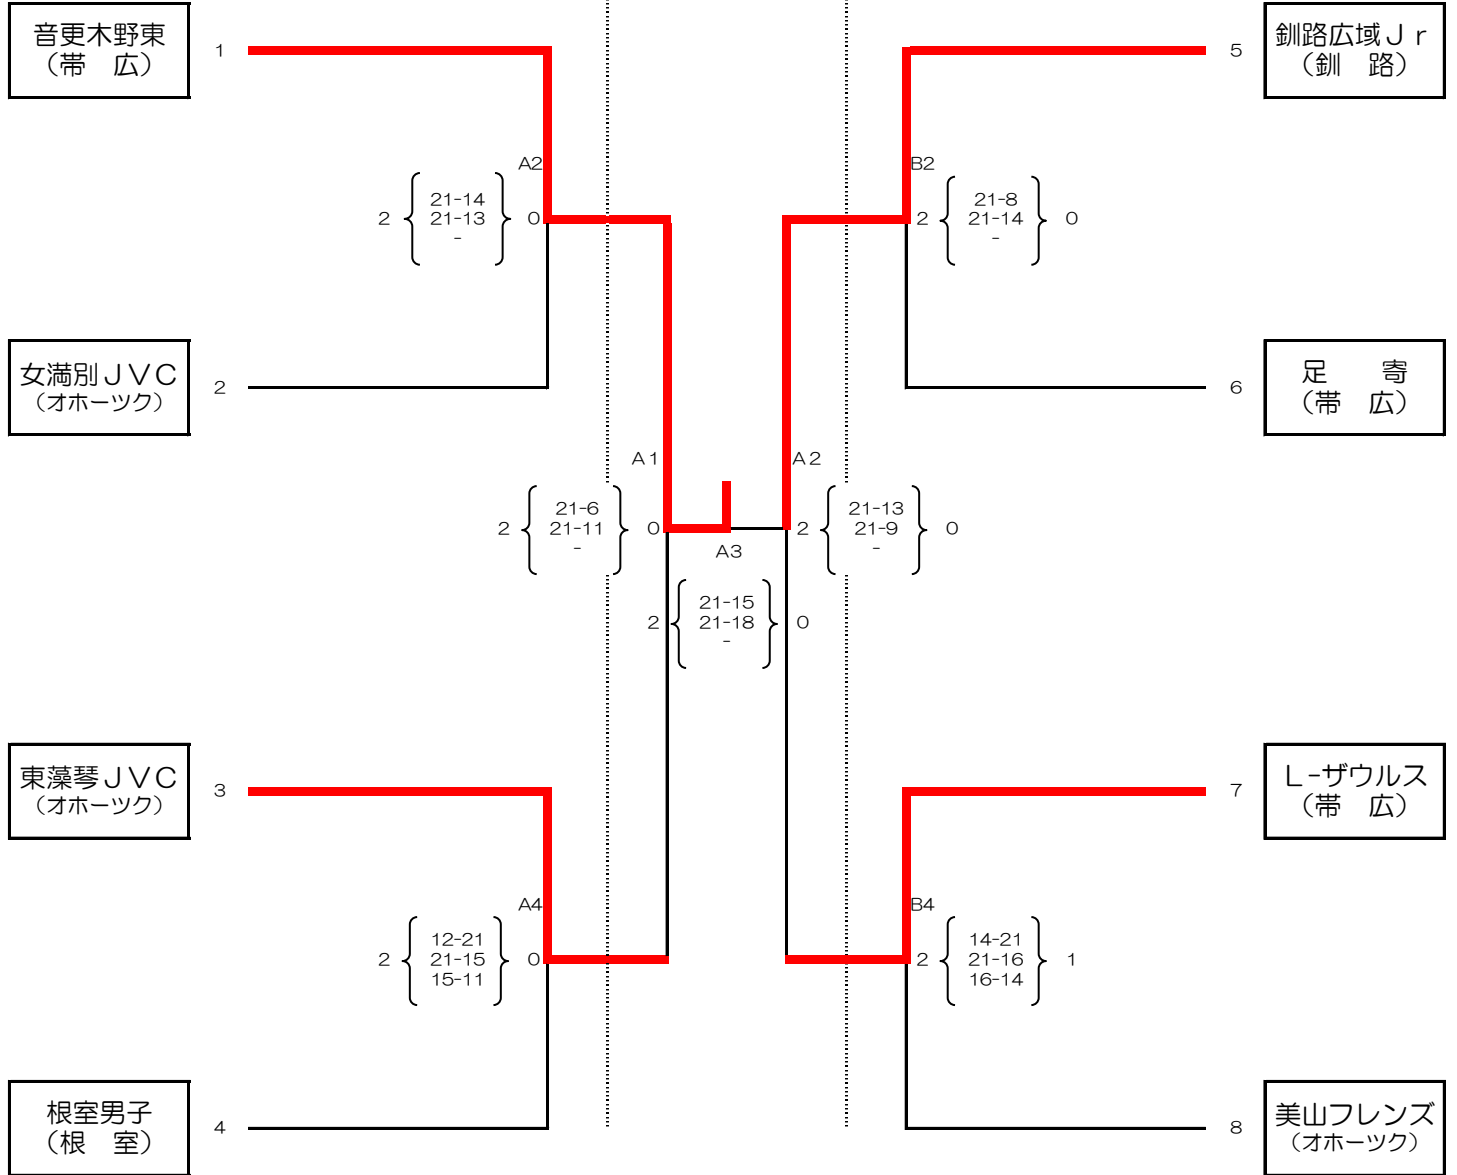 音更木野東
（帯　広）
1
5
釧路広域Ｊｒ
（釧　路）
A2
B2
2
21-14
21-13
-
0
2
21-8
21-14
-
0
女満別ＪＶＣ
（オホーツク）
2
6
足　　寄
（帯　広）
A1
A2
2
21-6
21-11
-
0
2
21-13
21-9
-
0
A3
2
21-15
21-18
-
0
東藻琴ＪＶＣ
（オホーツク）
3
7
Ｌ-ザウルス
（帯　広）
A4
B4
2
12-21
21-15
15-11
0
2
14-21
21-16
16-14
1
根室男子
（根　室）
4
8
美山フレンズ
（オホーツク）